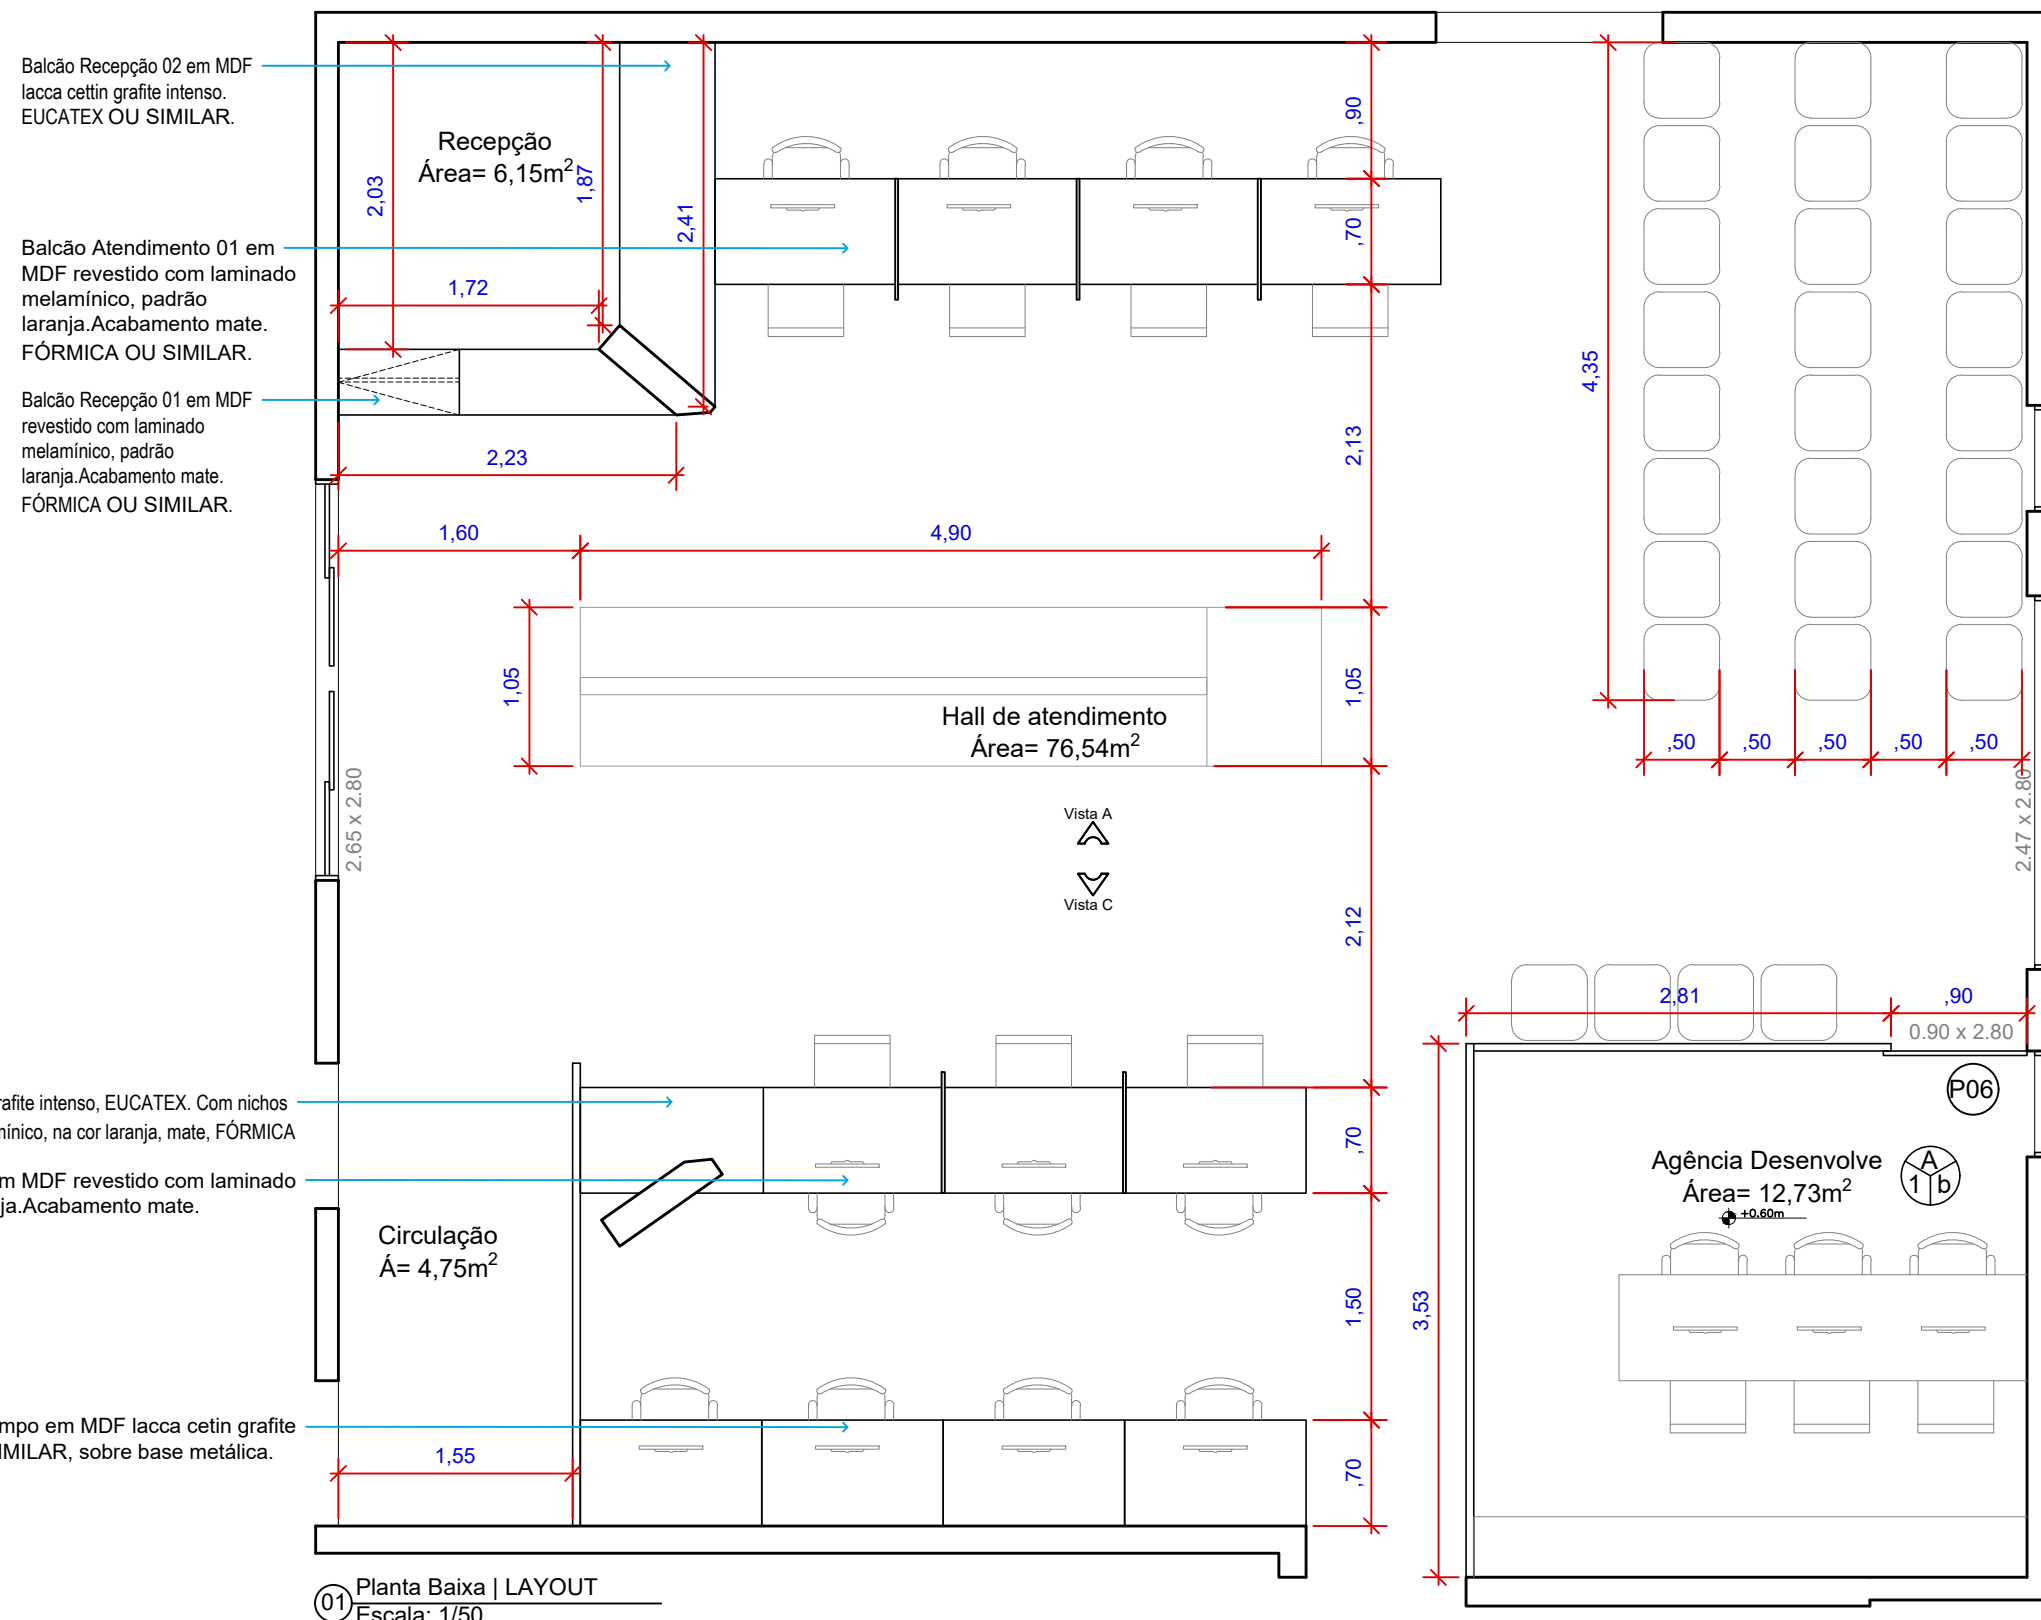 Balcão Recepção 02 em MDF
lacca cettin grafite intenso.
EUCATEX OU SIMILAR.
Balcão Atendimento 01 em
MDF revestido com laminado
melamínico, padrão
laranja.Acabamento mate.
FÓRMICA OU SIMILAR.
Balcão Recepção 01 em MDF
revestido com laminado
melamínico, padrão
laranja.Acabamento mate.
FÓRMICA OU SIMILAR.
Recepção
Área= 6,15m²
2,03
1,87
2,41
1,72
2,23
,90
,70
2,13
4,35
1,60
4,90
1,05
1,05
Hall de atendimento
Área= 76,54m²
,50
,50
,50
,50
,50
2.65 x 2.80
2.47 x 2.80
Vista A
Vista C
2,12
2,81
,90
0.90 x 2.80
P06
Agência Desenvolve
Área= 12,73m²
+0.60m
A
1
b
afite intenso, EUCATEX. Com nichos
nínico, na cor laranja, mate, FÓRMICA
m MDF revestido com laminado
ja.Acabamento mate.
,70
Circulação
Á= 4,75m²
1,50
3,53
mpo em MDF lacca cetin grafite
IMILAR, sobre base metálica.
1,55
,70
01
Planta Baixa | LAYOUT
Escala: 1/50